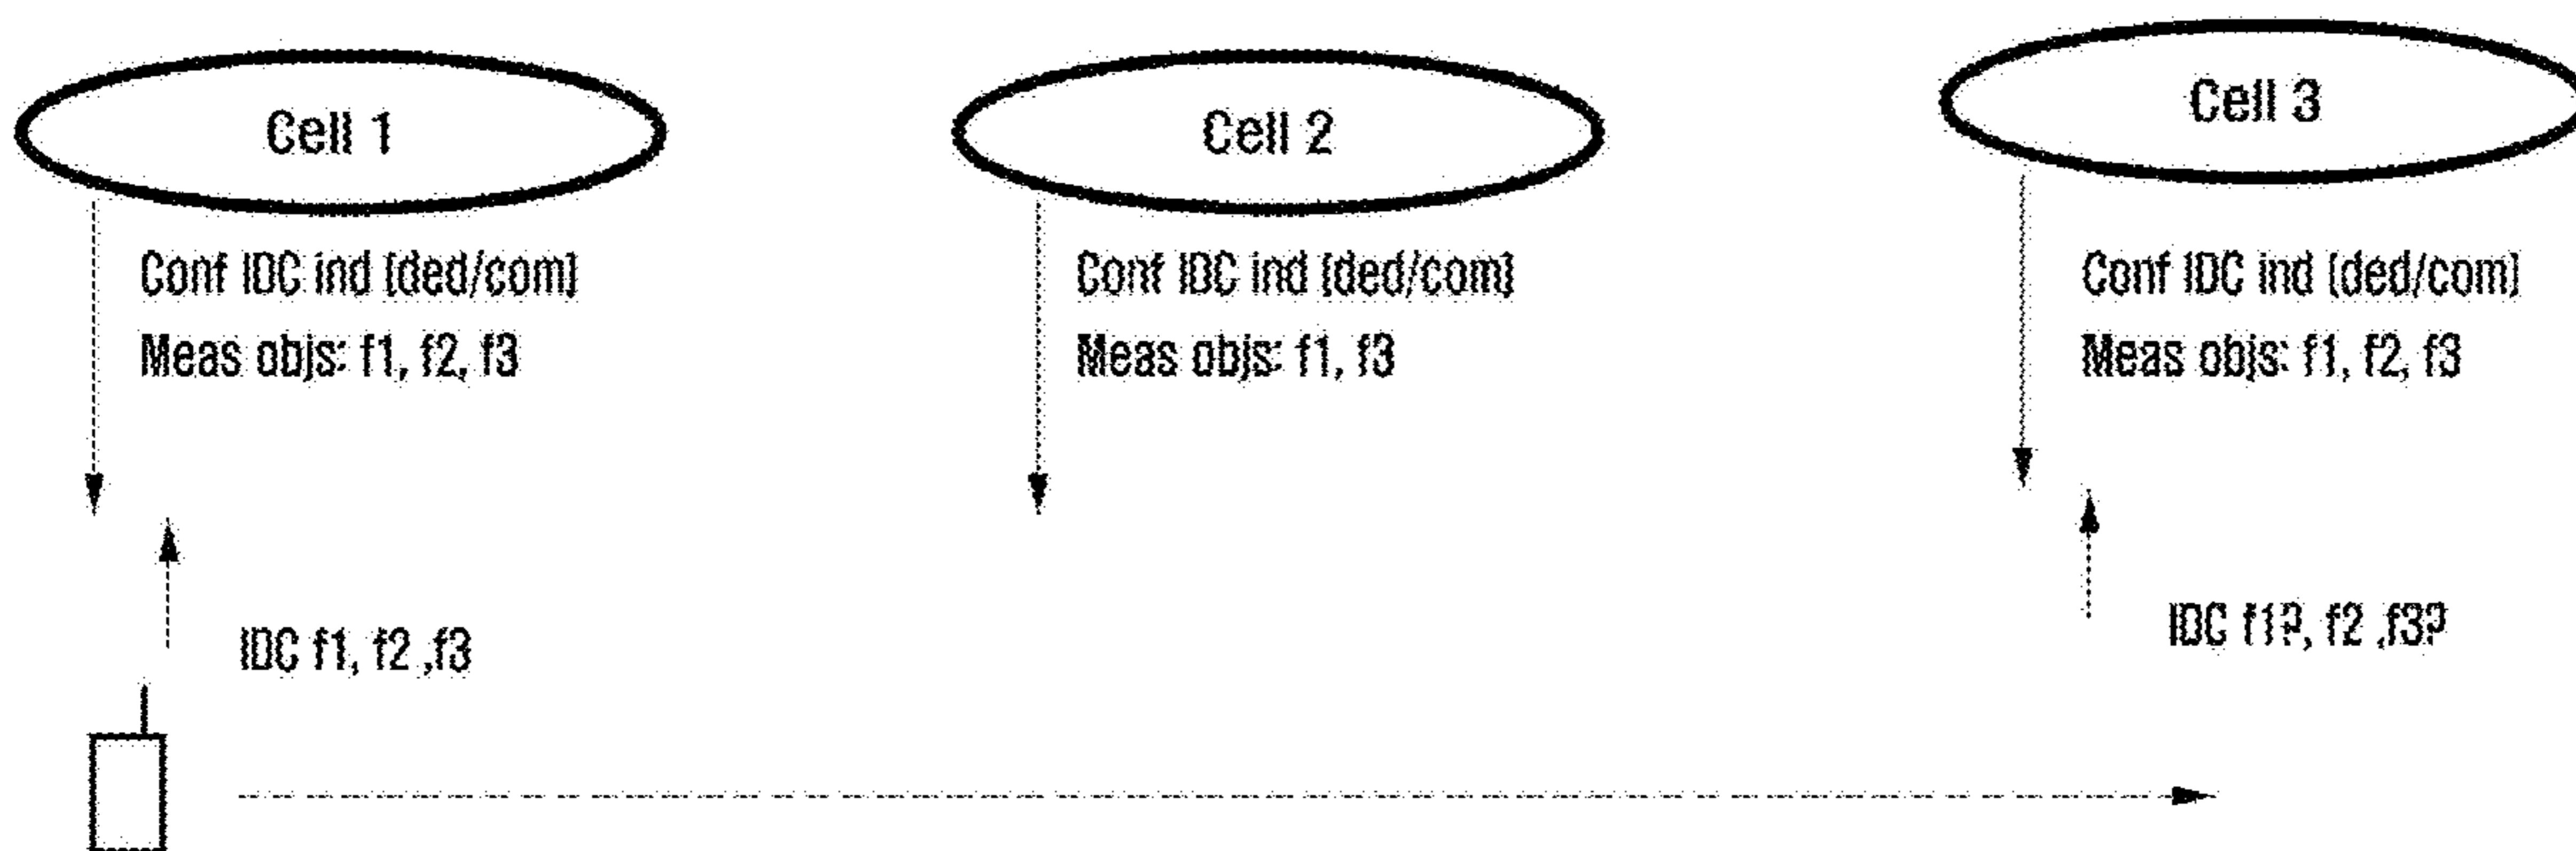 Cell 1
Cell 2
Cell 3
Conf IDC ind (ded/com)
Meas objs: f1, f2, f3
Conf IDC ind (ded/com)
Meas objs: f1, f3
Conf IDC ind (ded/com)
Meas objs: f1, f2, f3
IDC f1, f2 ,f3
IDC f1?, f2 ,f3?